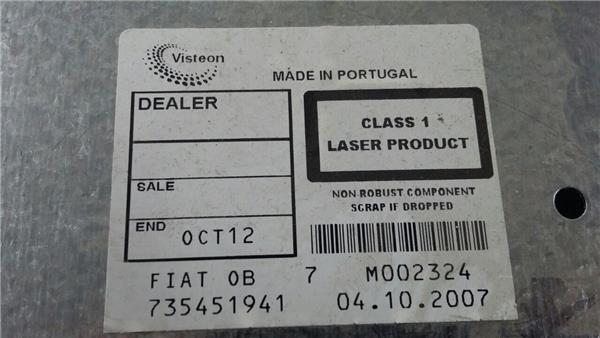 Visteon
MADE IN PORTUGAL
DEALER
CLASS 1
LASER PRODUCT
SALE
NON-ROBUST COMPONENT
SCRAP IF DROPPED
END OCT12
FIAT OB 7 M002324
735451941 04.10.2007